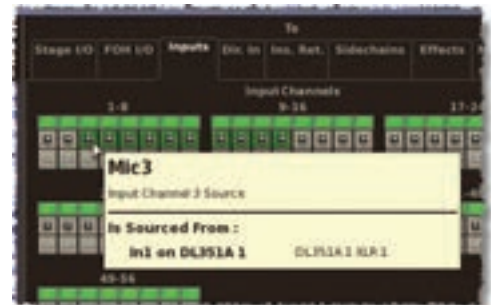 To
Stage I/O FOH I/O Inputs Dir. In Ins. Ret. Sidechains Effects
Input Channels
1-8 9-16 17-24
Mic3
Input Channel 3 Source
Is Sourced From :
In1 on DL351A 1 DL351A 1 XLR 1
49-56